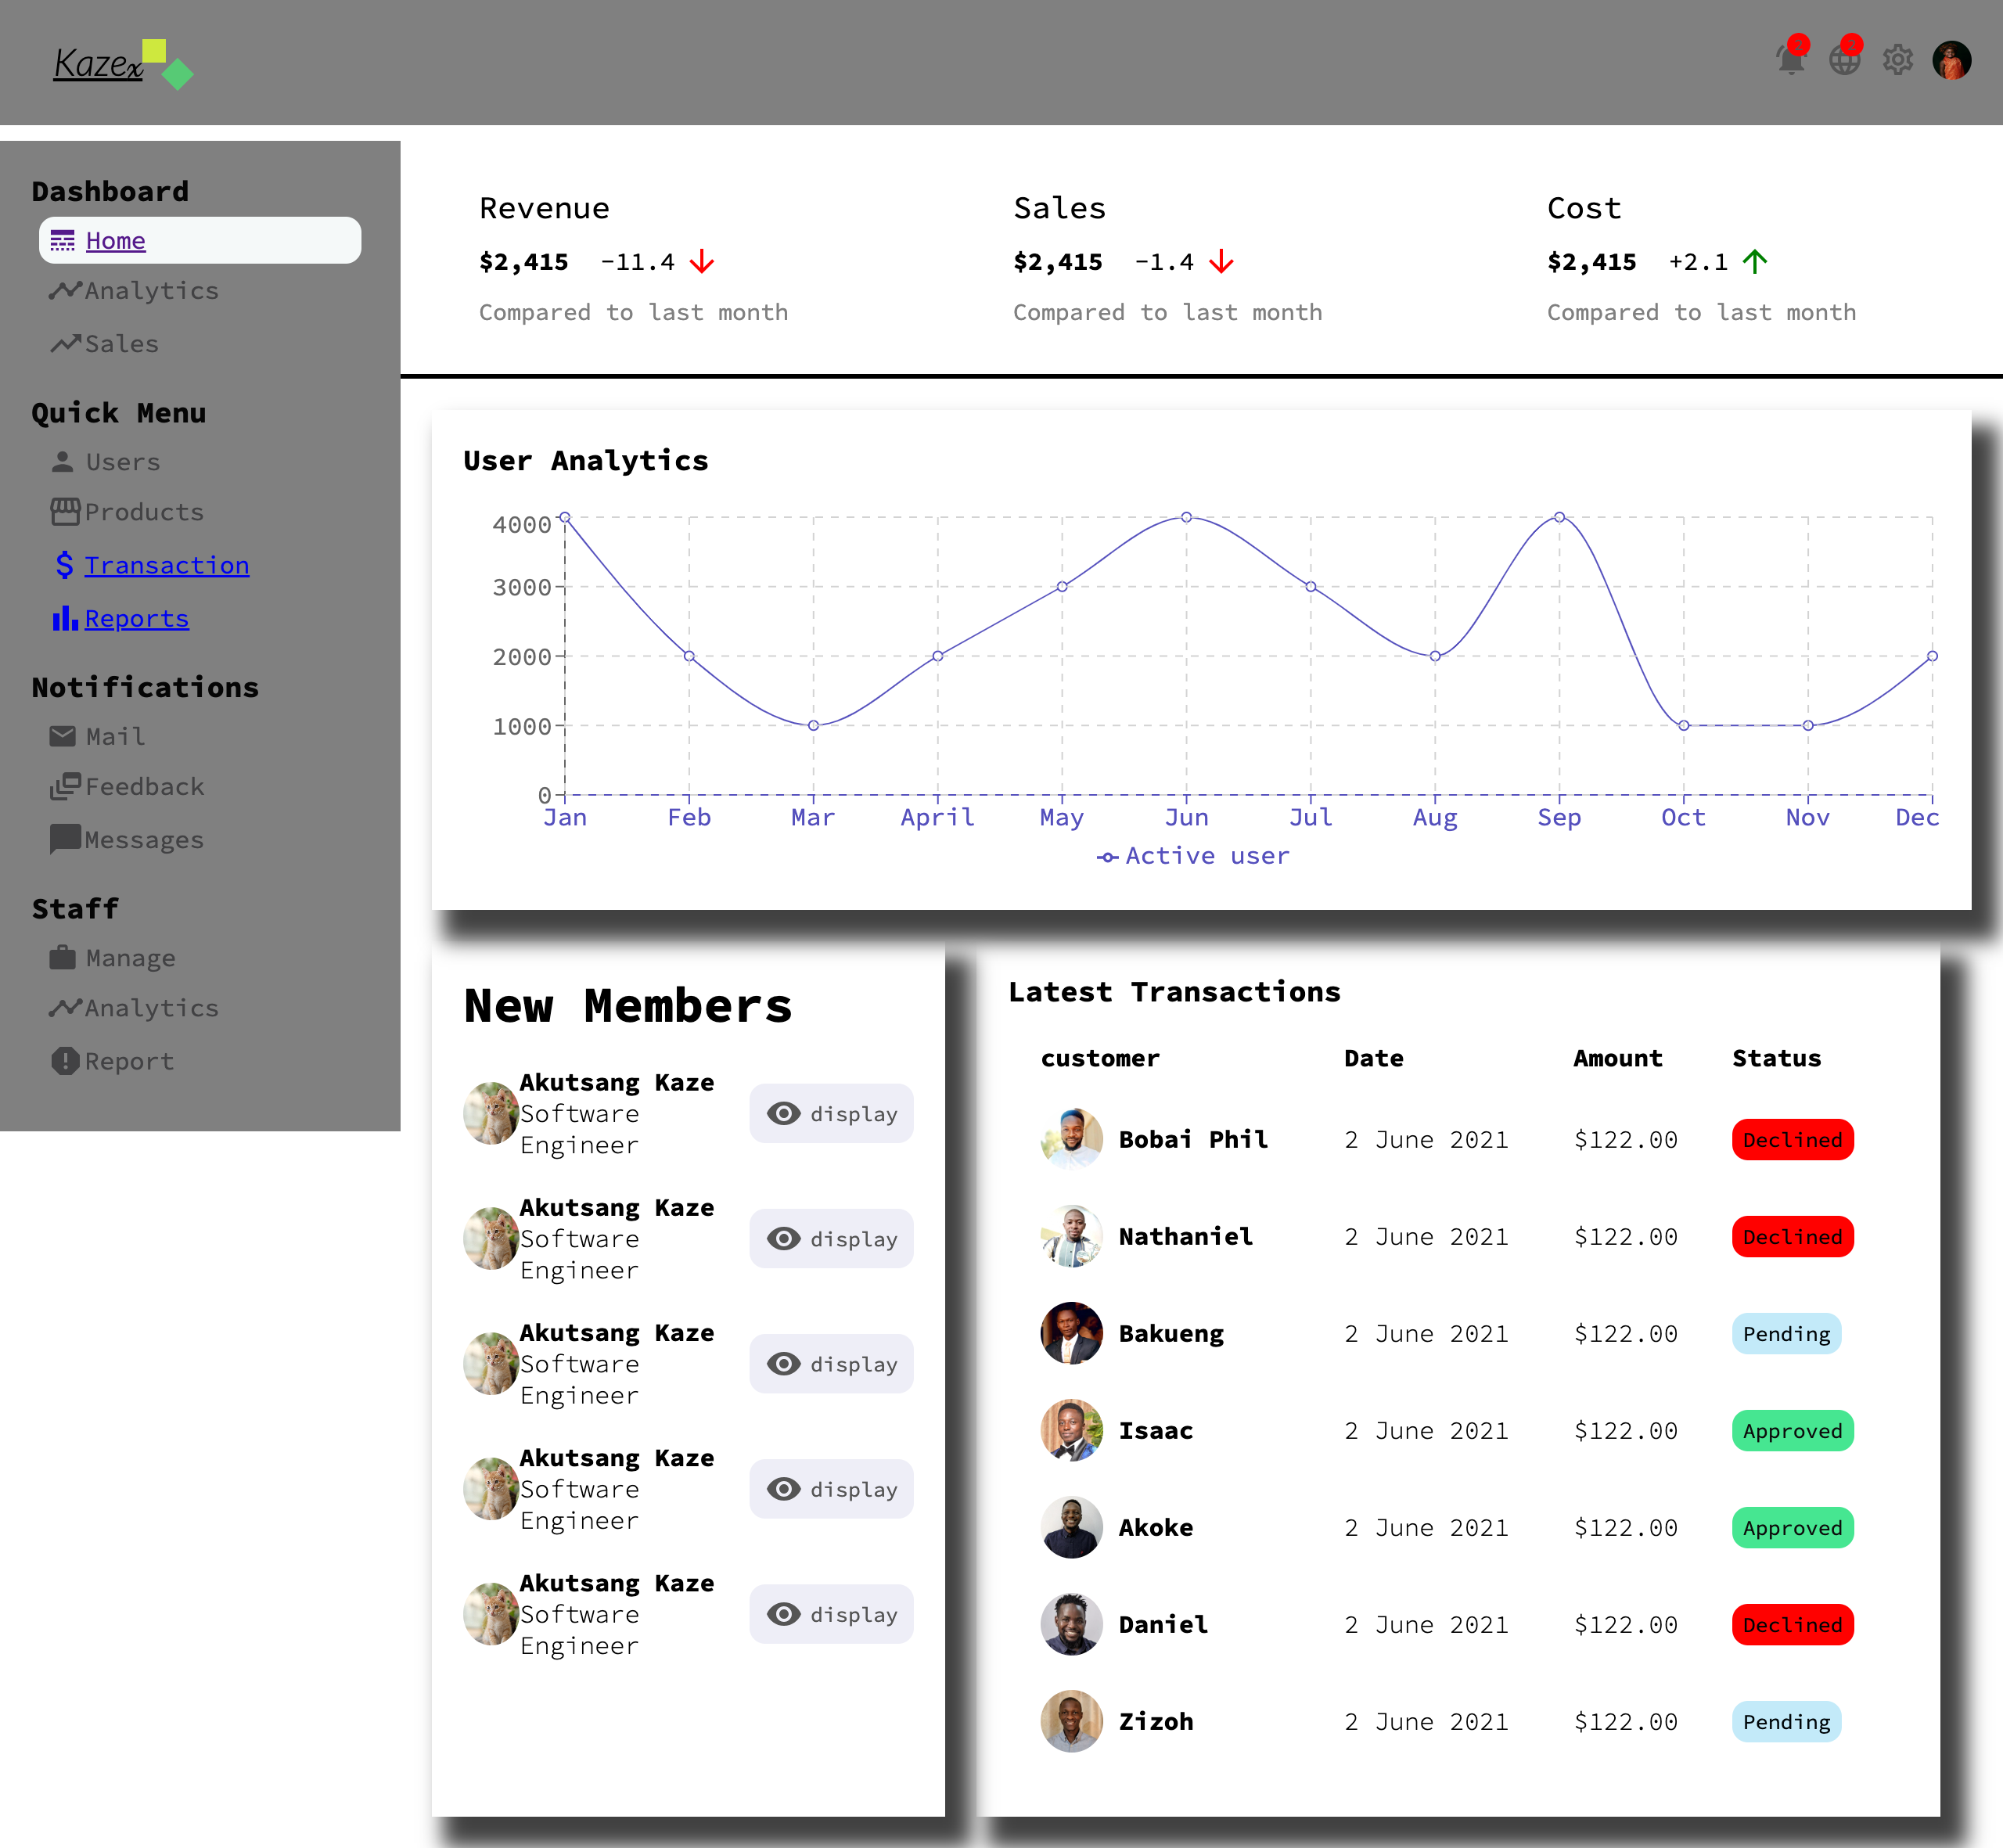 Kazex
2
2
Dashboard
Home
Analytics
Sales
Quick Menu
Users
Products
Transaction
Reports
Notifications
Mail
Feedback
Messages
Staff
Manage
Analytics
Report
Revenue
$2,415 -11.4
Compared to last month
Sales
$2,415 -1.4
Compared to last month
Cost
$2,415 +2.1
Compared to last month
User Analytics
4000
3000
2000
1000
0
Jan Feb Mar April May Jun Jul Aug Sep Oct Nov Dec
Active user
New Members
Akutsang Kaze
Software
Engineer
display
Akutsang Kaze
Software
Engineer
display
Akutsang Kaze
Software
Engineer
display
Akutsang Kaze
Software
Engineer
display
Akutsang Kaze
Software
Engineer
display
Latest Transactions
customer Date Amount Status
Bobai Phil 2 June 2021 $122.00 Declined
Nathaniel 2 June 2021 $122.00 Declined
Bakueng 2 June 2021 $122.00 Pending
Isaac 2 June 2021 $122.00 Approved
Akoke 2 June 2021 $122.00 Approved
Daniel 2 June 2021 $122.00 Declined
Zizoh 2 June 2021 $122.00 Pending